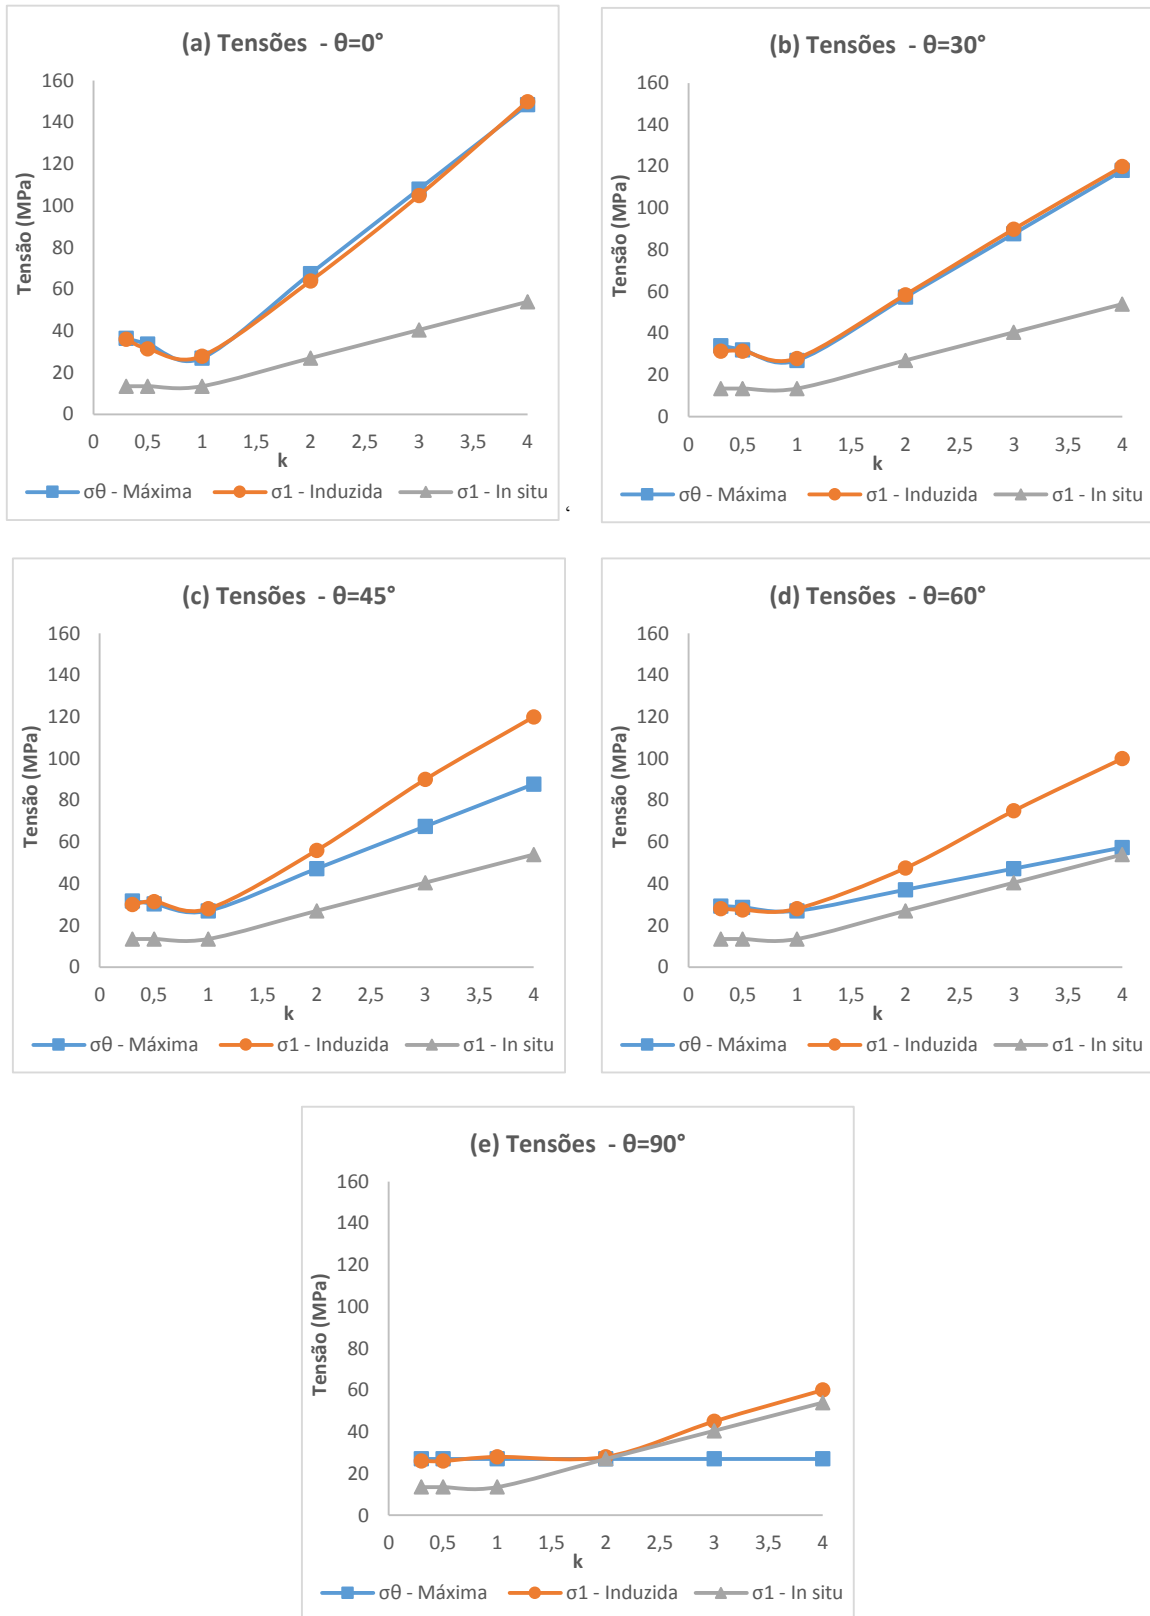 (a) Tensões - θ=0°
160
140
120
100
80
60
40
20
0
Tensão (MPa)
0 0,5 1 1,5 2 2,5 3 3,5 4
k
σθ - Máxima σ1 - Induzida σ1 - In situ
(b) Tensões - θ=30°
160
140
120
100
80
60
40
20
0
Tensão (MPa)
0 0,5 1 1,5 2 2,5 3 3,5 4
k
σθ - Máxima σ1 - Induzida σ1 - In situ
(c) Tensões - θ=45°
160
140
120
100
80
60
40
20
0
Tensão (MPa)
0 0,5 1 1,5 2 2,5 3 3,5 4
k
σθ - Máxima σ1 - Induzida σ1 - In situ
(d) Tensões - θ=60°
160
140
120
100
80
60
40
20
0
Tensão (MPa)
0 0,5 1 1,5 2 2,5 3 3,5 4
k
σθ - Máxima σ1 - Induzida σ1 - In situ
(e) Tensões - θ=90°
160
140
120
100
80
60
40
20
0
Tensão (MPa)
0 0,5 1 1,5 2 2,5 3 3,5 4
k
σθ - Máxima σ1 - Induzida σ1 - In situ